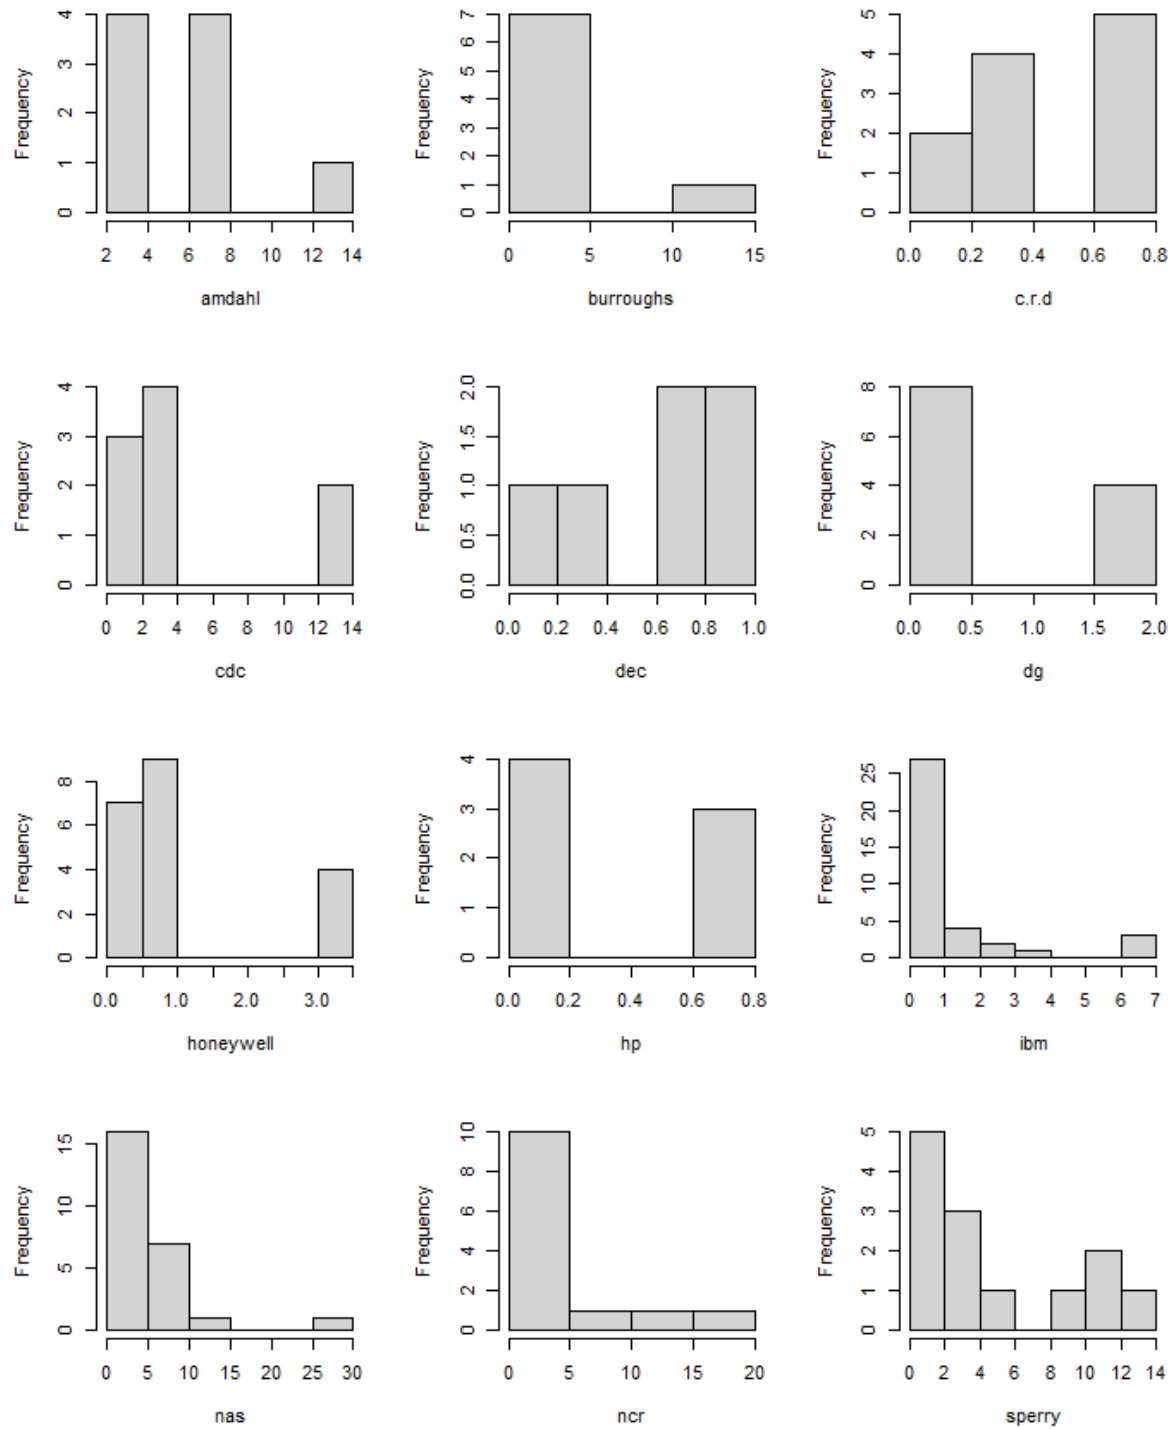 Frequency
0 1 2 3 4
2 4 6 8 10 12 14
amdahl
Frequency
0 1 2 3 4 5 6 7
0 5 10 15
burroughs
Frequency
0 1 2 3 4 5
0.0 0.2 0.4 0.6 0.8
c.r.d
Frequency
0 1 2 3 4
0 2 4 6 8 10 12 14
cdc
Frequency
0.0 0.5 1.0 1.5 2.0
0.0 0.2 0.4 0.6 0.8 1.0
dec
Frequency
0 2 4 6 8
0.0 0.5 1.0 1.5 2.0
dg
Frequency
0 2 4 6 8
0.0 1.0 2.0 3.0
honeywell
Frequency
0 1 2 3 4
0.0 0.2 0.4 0.6 0.8
hp
Frequency
0 5 10 15 20 25
0 1 2 3 4 5 6 7
ibm
Frequency
0 5 10 15
0 5 10 15 20 25 30
nas
Frequency
0 2 4 6 8 10
0 5 10 15 20
ncr
Frequency
0 1 2 3 4 5
0 2 4 6 8 10 12 14
sperry